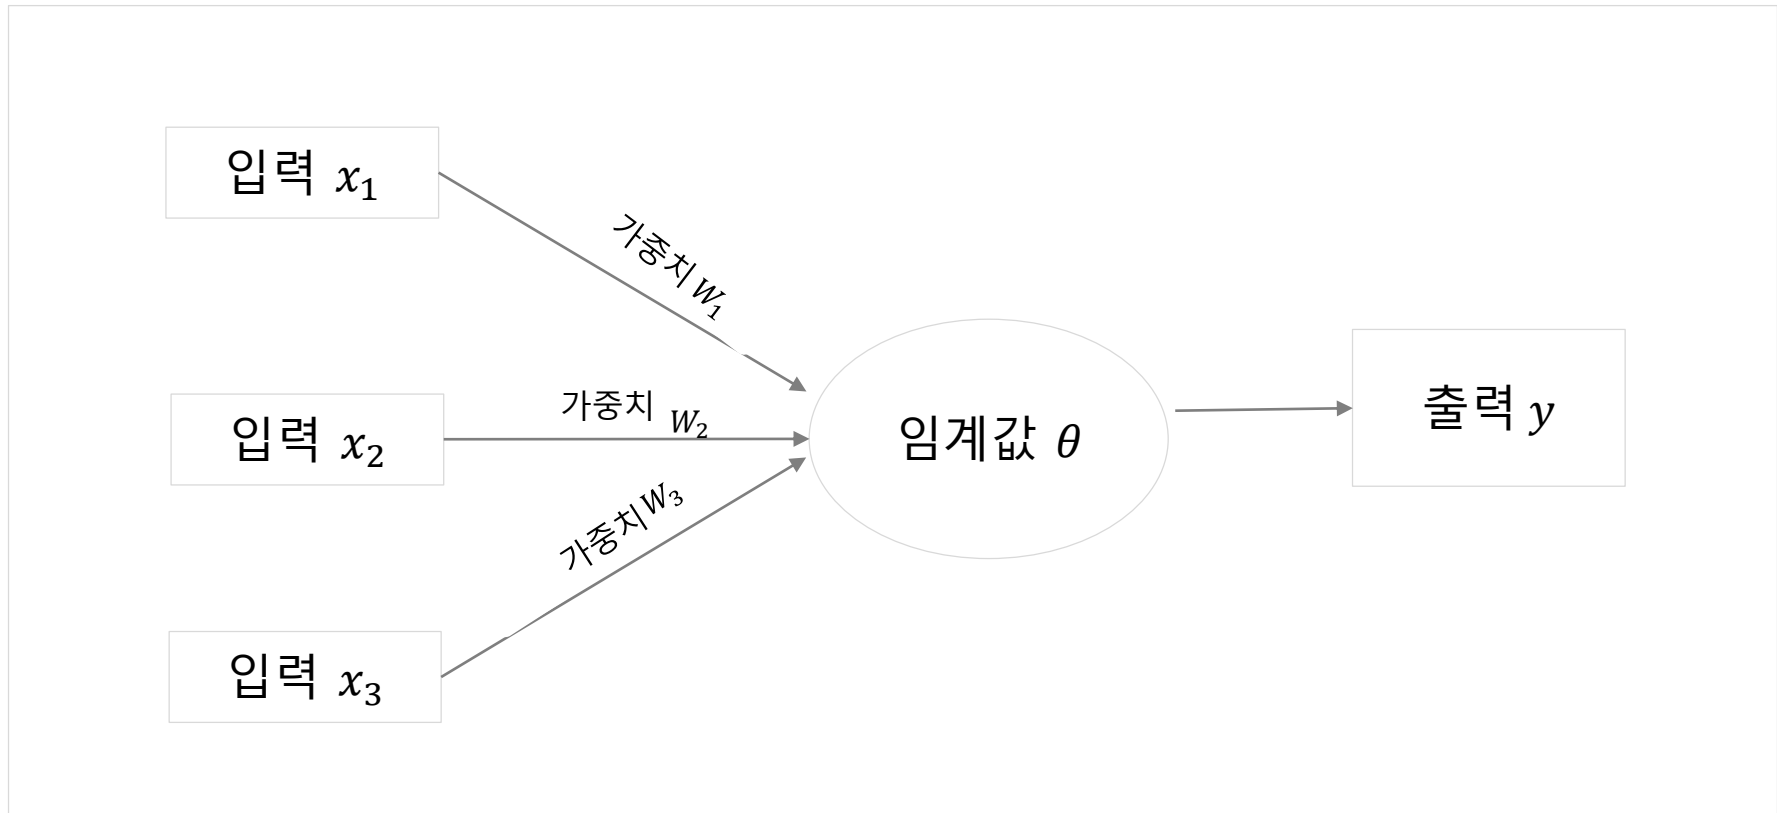 입력 x₁
가중치 W₁
입력 x₂
가중치 W₂
임계값 θ
출력 y
가중치 W₃
입력 x₃